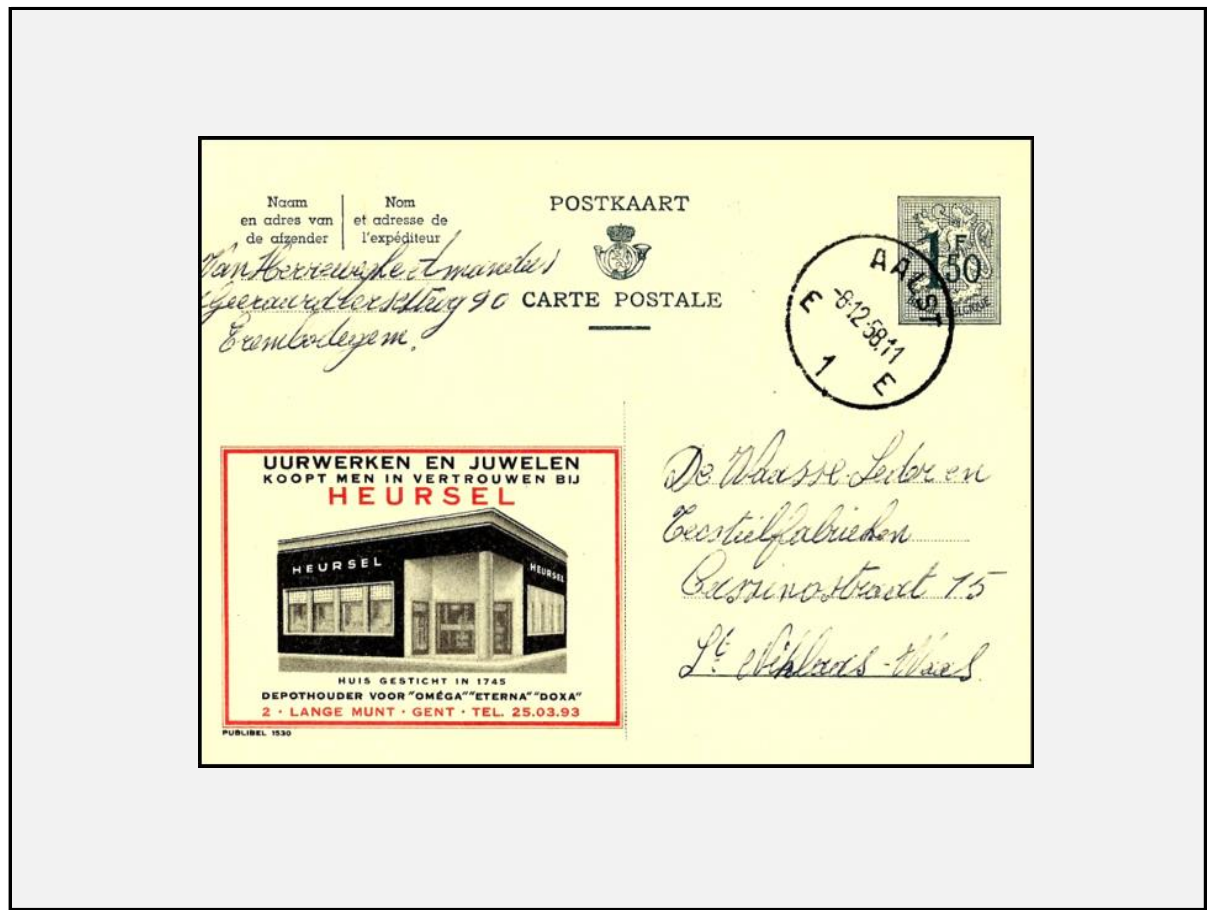 Naam
en adres van
de afzender
Nom
et adresse de
l'expéditeur
POSTKAART
CARTE POSTALE
1F50
BELGIQUE
Van Herreweghe Amandus
90
Erembodegem.
AALST
-8-12-58.11
E 1 E
UURWERKEN EN JUWELEN
KOOPT MEN IN VERTROUWEN BIJ
HEURSEL
HEURSEL
HEURSEL
HUIS GESTICHT IN 1745
DEPOTHOUDER VOOR "OMÉGA" "ETERNA" "DOXA"
2 · LANGE MUNT · GENT · TEL. 25.03.93
PUBLIBEL 1530
De Waasse Leder en
Textielfabrieken
Cassinostraat 15
St Niklaas-Waas.